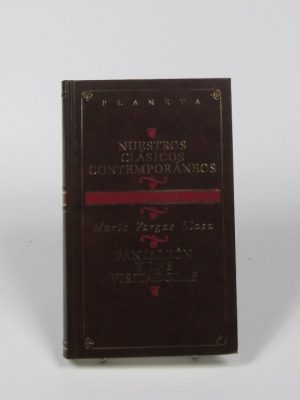 PLANETA
NUESTROS
CLÁSICOS
CONTEMPORÁNEOS
Mario Vargas Llosa
PANTALEÓN
Y LAS
VISITADORAS